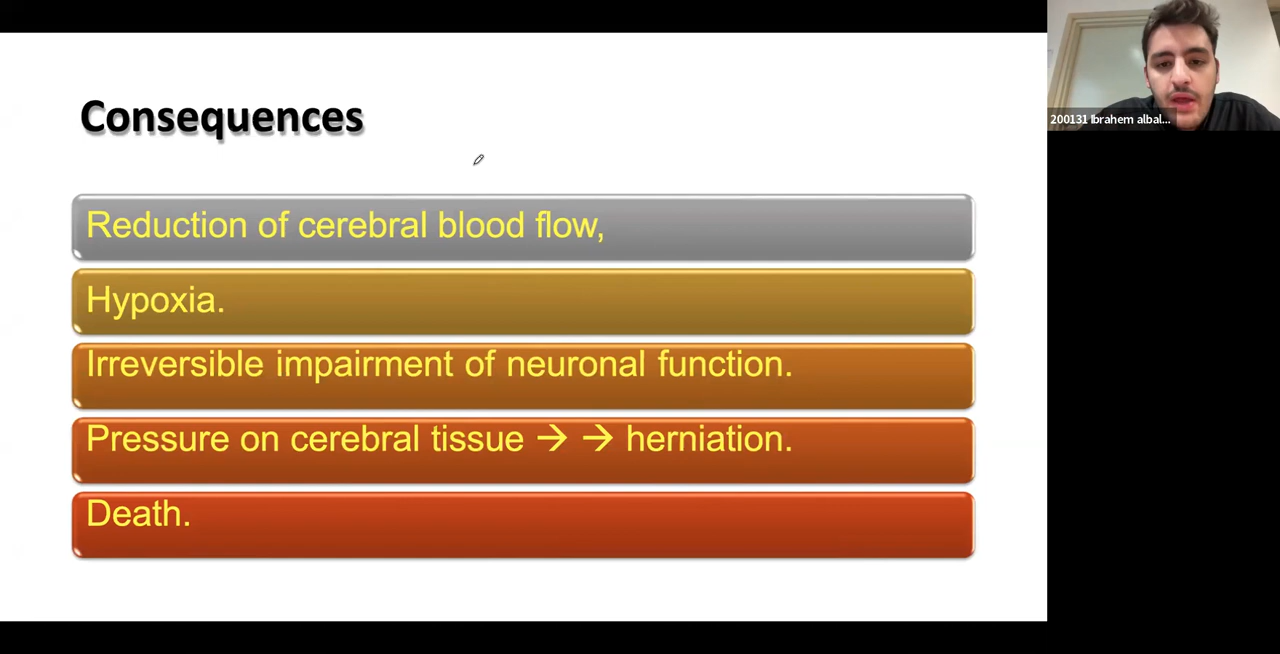 Consequences
Reduction of cerebral blood flow,
Hypoxia.
Irreversible impairment of neuronal function.
Pressure on cerebral tissue → → herniation.
Death.
200131 Ibrahem albal...